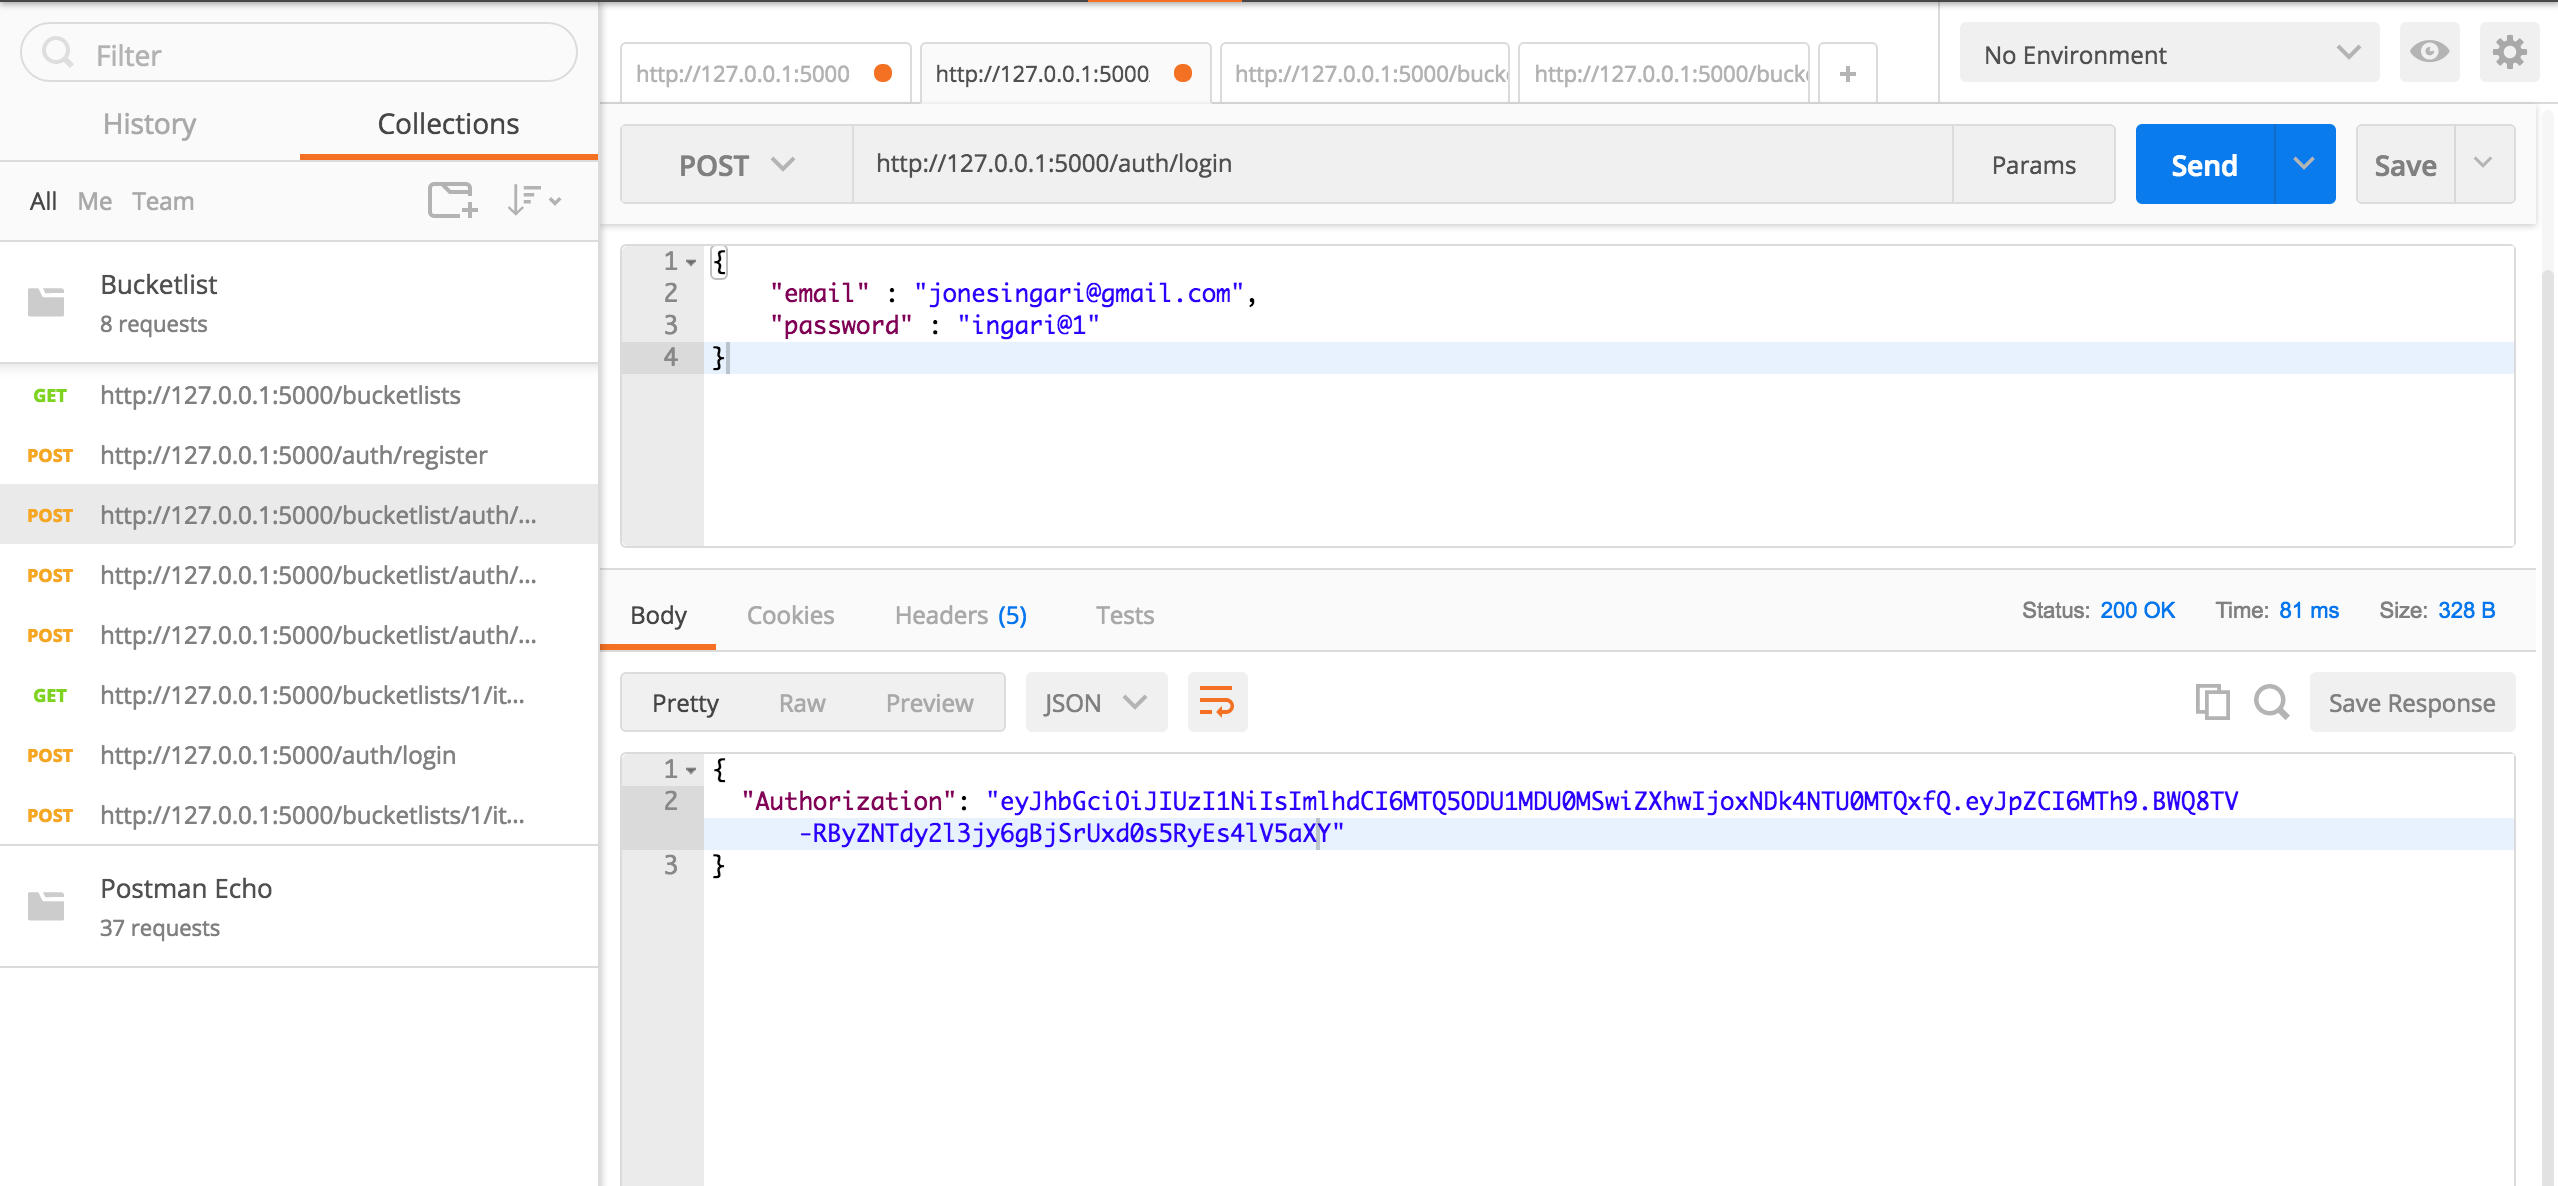 Filter
History
Collections
All
Me
Team
Bucketlist
8 requests
GET http://127.0.0.1:5000/bucketlists
POST http://127.0.0.1:5000/auth/register
POST http://127.0.0.1:5000/bucketlist/auth/...
POST http://127.0.0.1:5000/bucketlist/auth/...
POST http://127.0.0.1:5000/bucketlist/auth/...
GET http://127.0.0.1:5000/bucketlists/1/it...
POST http://127.0.0.1:5000/auth/login
POST http://127.0.0.1:5000/bucketlists/1/it...
Postman Echo
37 requests
http://127.0.0.1:5000
http://127.0.0.1:5000
http://127.0.0.1:5000/buck
http://127.0.0.1:5000/buck
+
No Environment
POST
http://127.0.0.1:5000/auth/login
Params
Send
Save
1 {
2 "email" : "jonesingari@gmail.com",
3 "password" : "ingari@1"
4 }
Body
Cookies
Headers (5)
Tests
Status: 200 OK
Time: 81 ms
Size: 328 B
Pretty
Raw
Preview
JSON
Save Response
1 {
2 "Authorization": "eyJhbGciOiJIUzI1NiIsImlhdCI6MTQ5ODU1MDU0MSwiZXhwIjoxNDk4NTU0MTQxfQ.eyJpZCI6MTh9.BWQ8TV
-RByZNTdy2l3jy6gBjSrUxd0s5RyEs4lV5aXY"
3 }